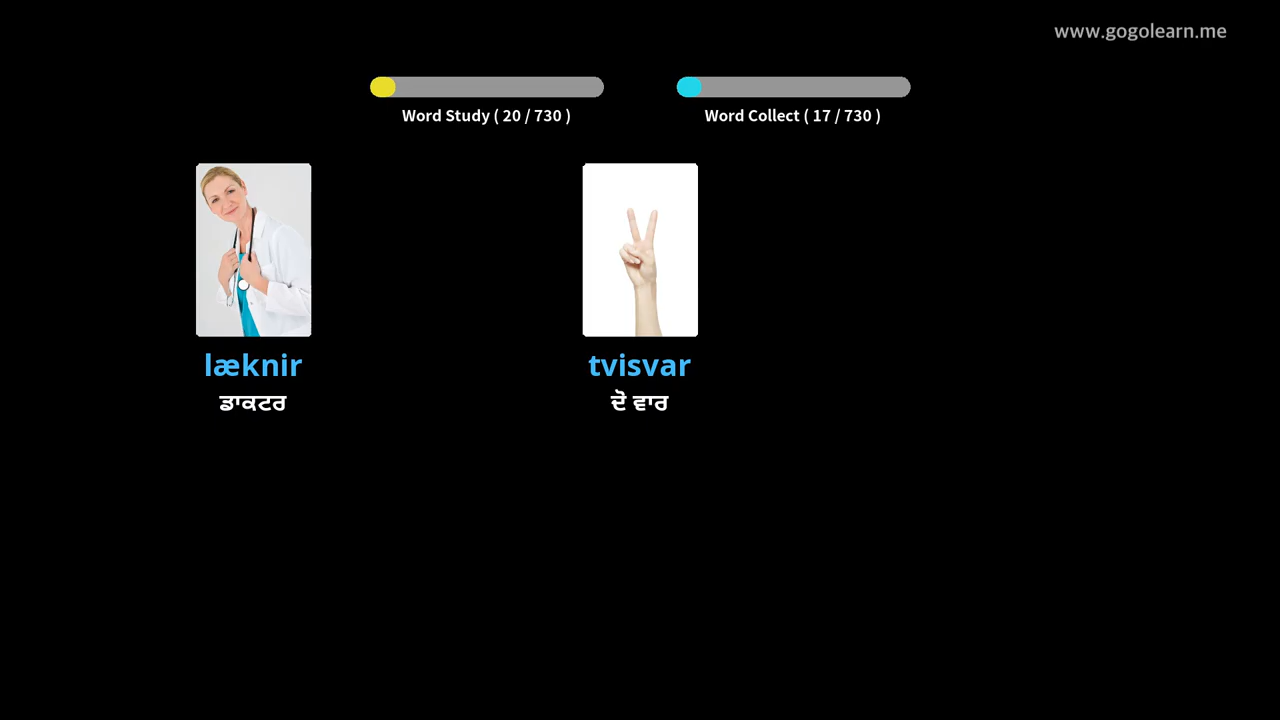 www.gogolearn.me
Word Study ( 20 / 730 )
Word Collect ( 17 / 730 )
læknir
ਡਾਕਟਰ
tvisvar
ਦੋ ਵਾਰ